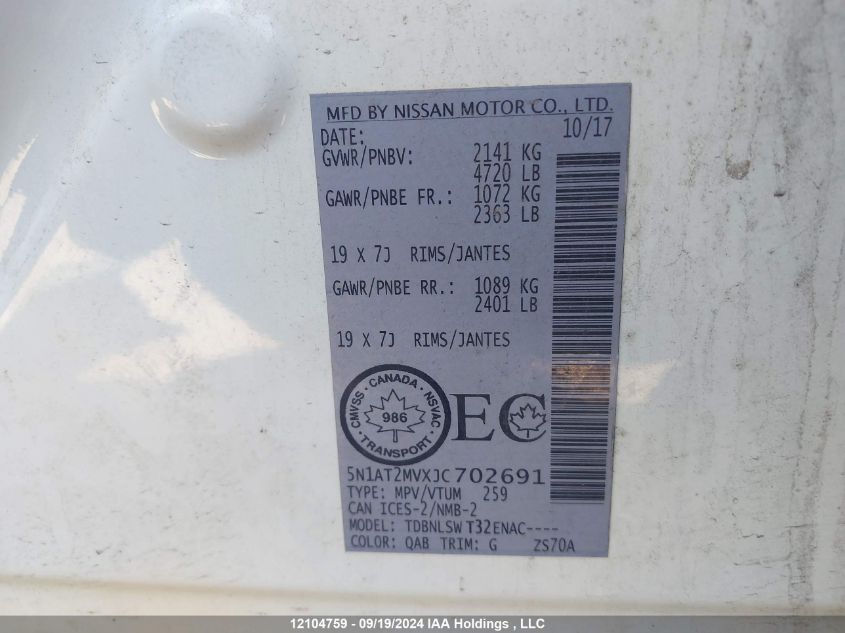 MFD BY NISSAN MOTOR CO., LTD.
DATE: 10/17
GVWR/PNBV: 2141 KG
4720 LB
GAWR/PNBE FR.: 1072 KG
2363 LB
19 X 7J RIMS/JANTES
GAWR/PNBE RR.: 1089 KG
2401 LB
19 X 7J RIMS/JANTES
CMVSS · CANADA · NSVAC
986
TRANSPORT
EC
5N1AT2MVXJC702691
TYPE: MPV/VTUM 259
CAN ICES-2/NMB-2
MODEL: TDBNLSW T32ENAC----
COLOR: QAB TRIM: G ZS70A
12104759 - 09/19/2024 IAA Holdings , LLC